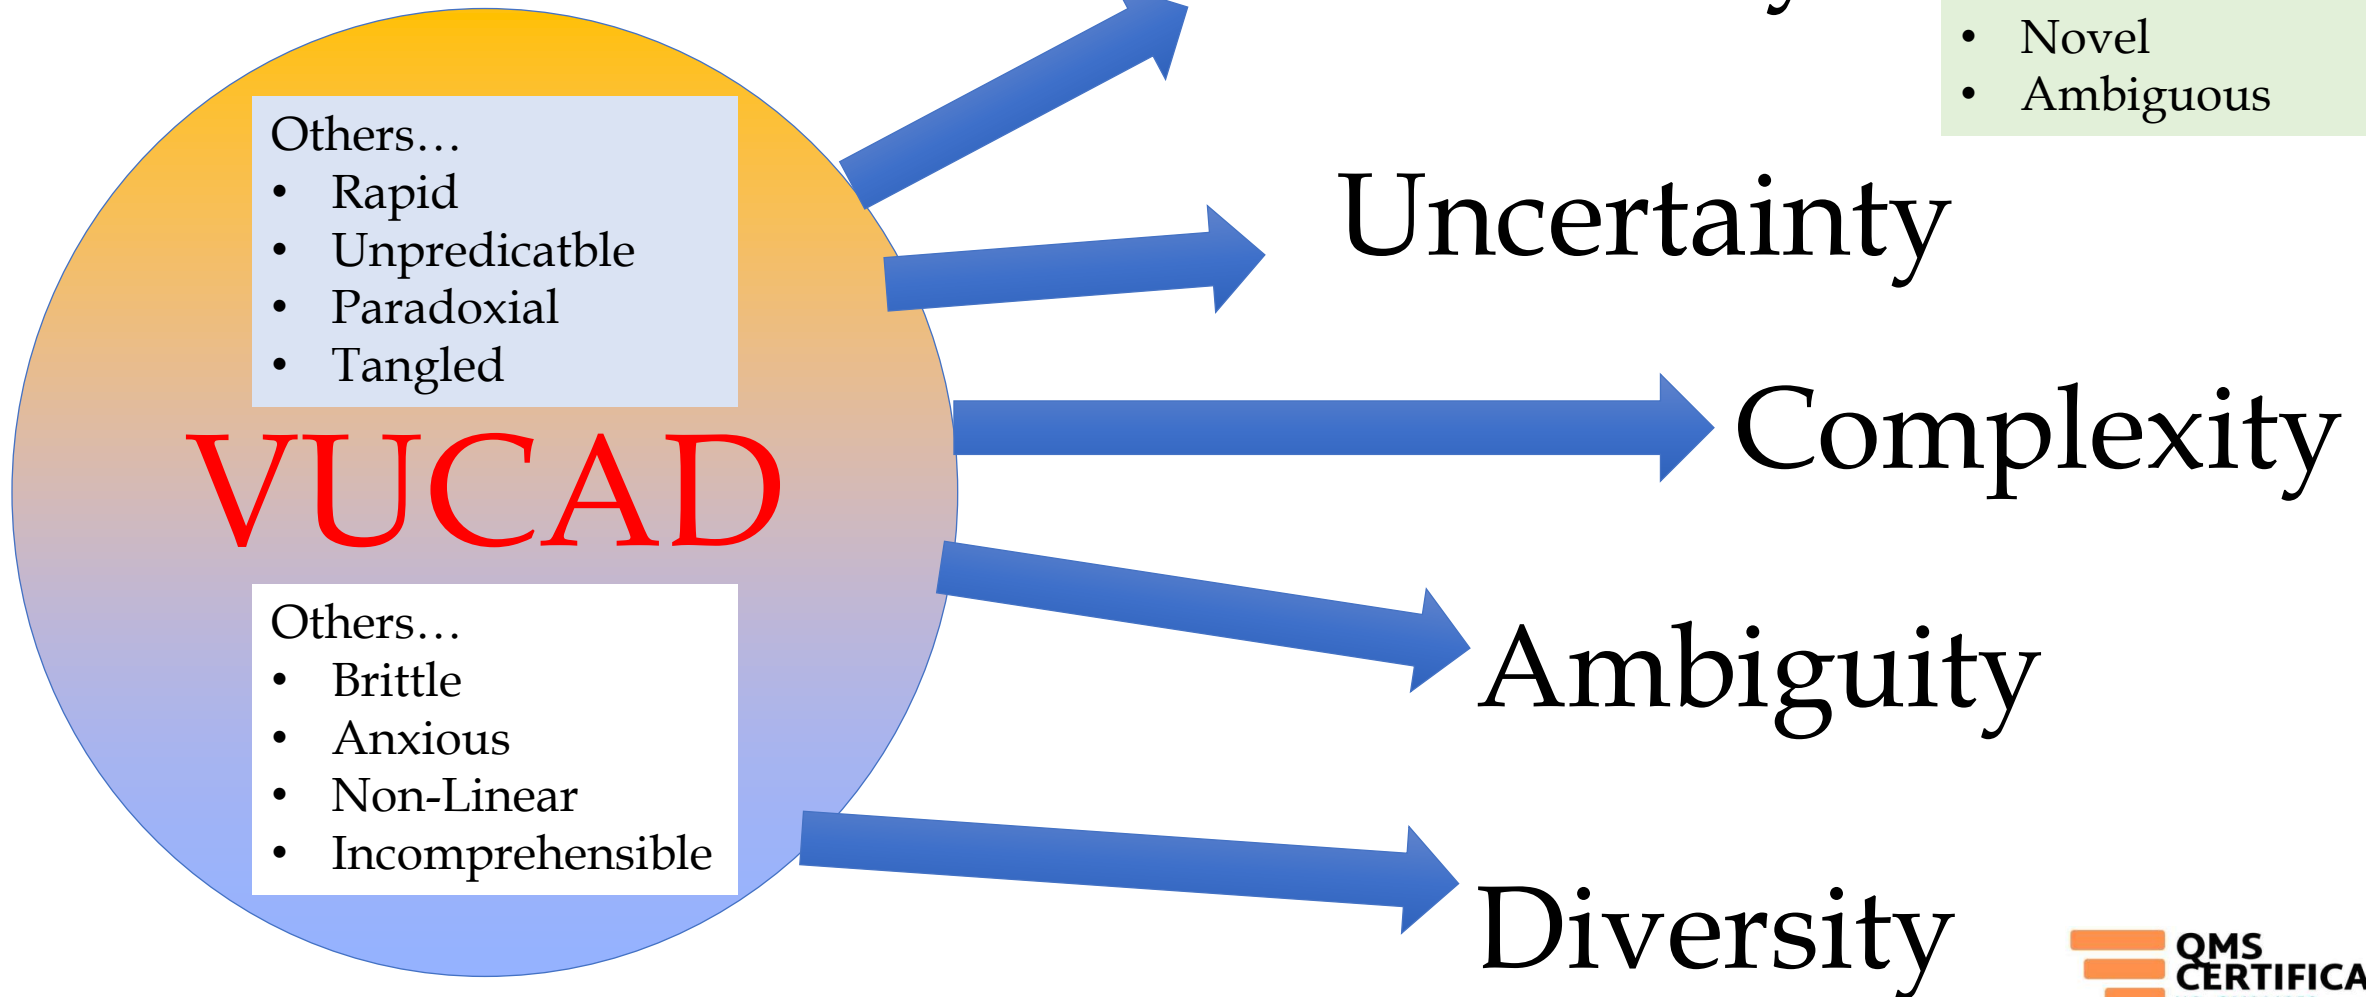 • Novel
• Ambiguous
Others…
• Rapid
• Unpredicatble
• Paradoxial
• Tangled
VUCAD
Others…
• Brittle
• Anxious
• Non-Linear
• Incomprehensible
Uncertainty
Complexity
Ambiguity
Diversity
QMS
CERTIFICA